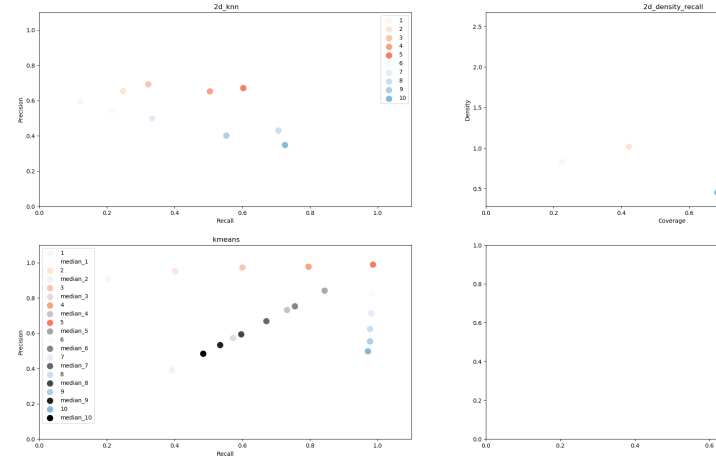 2d_knn
1.0
0.8
0.6
0.4
0.2
0.0
Precision
0.0 0.2 0.4 0.6 0.8 1.0
Recall
1
2
3
4
5
6
7
8
9
10
2d_density_recall
2.5
2.0
1.5
1.0
0.5
Density
0.0 0.2 0.4 0.6
Coverage
kmeans
1.0
0.8
0.6
0.4
0.2
0.0
Precision
0.0 0.2 0.4 0.6 0.8 1.0
Recall
1
median_1
2
median_2
3
median_3
4
median_4
5
median_5
6
median_6
7
median_7
8
median_8
9
median_9
10
median_10
1.0
0.8
0.6
0.4
0.2
0.0
0.0 0.2 0.4 0.6